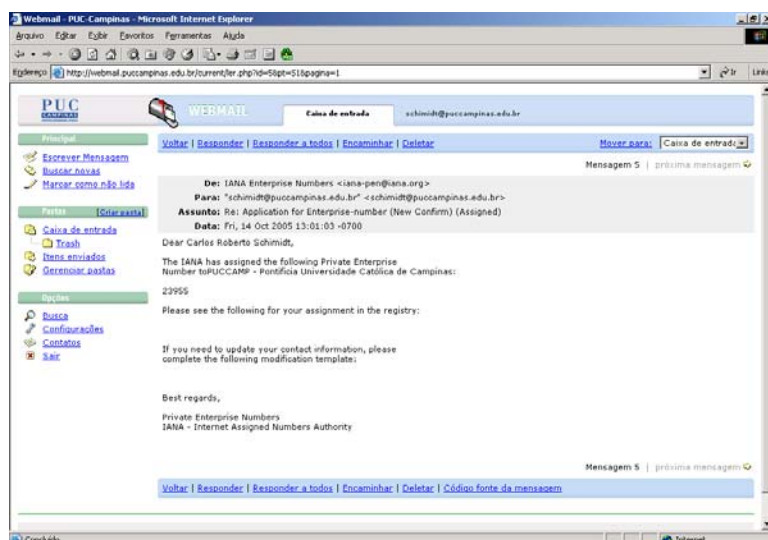 Webmail - PUC-Campinas - Microsoft Internet Explorer
Arquivo Editar Exibir Favoritos Ferramentas Ajuda
Endereço http://webmail.puccampinas.edu.br/current/ler.php?id=5&pt=51&pagina=1 Ir Links
PUC
CAMPINAS
WEBMAIL
Caixa de entrada schimidt@puccampinas.edu.br
Principal
Escrever Mensagem
Buscar novas
Marcar como não lida
Pastas [Criar pasta]
Caixa de entrada
Trash
Itens enviados
Gerenciar pastas
Opções
Busca
Configurações
Contatos
Sair
Voltar | Responder | Responder a todos | Encaminhar | Deletar Mover para: Caixa de entrada
Mensagem 5 | próxima mensagem
De: IANA Enterprise Numbers <iana-pen@iana.org>
Para: "schimidt@puccampinas.edu.br" <schimidt@puccampinas.edu.br>
Assunto: Re: Application for Enterprise-number (New Confirm) (Assigned)
Data: Fri, 14 Oct 2005 13:01:03 -0700
Dear Carlos Roberto Schimidt,
The IANA has assigned the following Private Enterprise
Number toPUCCAMP - Pontificia Universidade Católica de Campinas:
23955
Please see the following for your assignment in the registry:
If you need to update your contact information, please
complete the following modification template:
Best regards,
Private Enterprise Numbers
IANA - Internet Assigned Numbers Authority
Mensagem 5 | próxima mensagem
Voltar | Responder | Responder a todos | Encaminhar | Deletar | Código fonte da mensagem
Concluído Internet